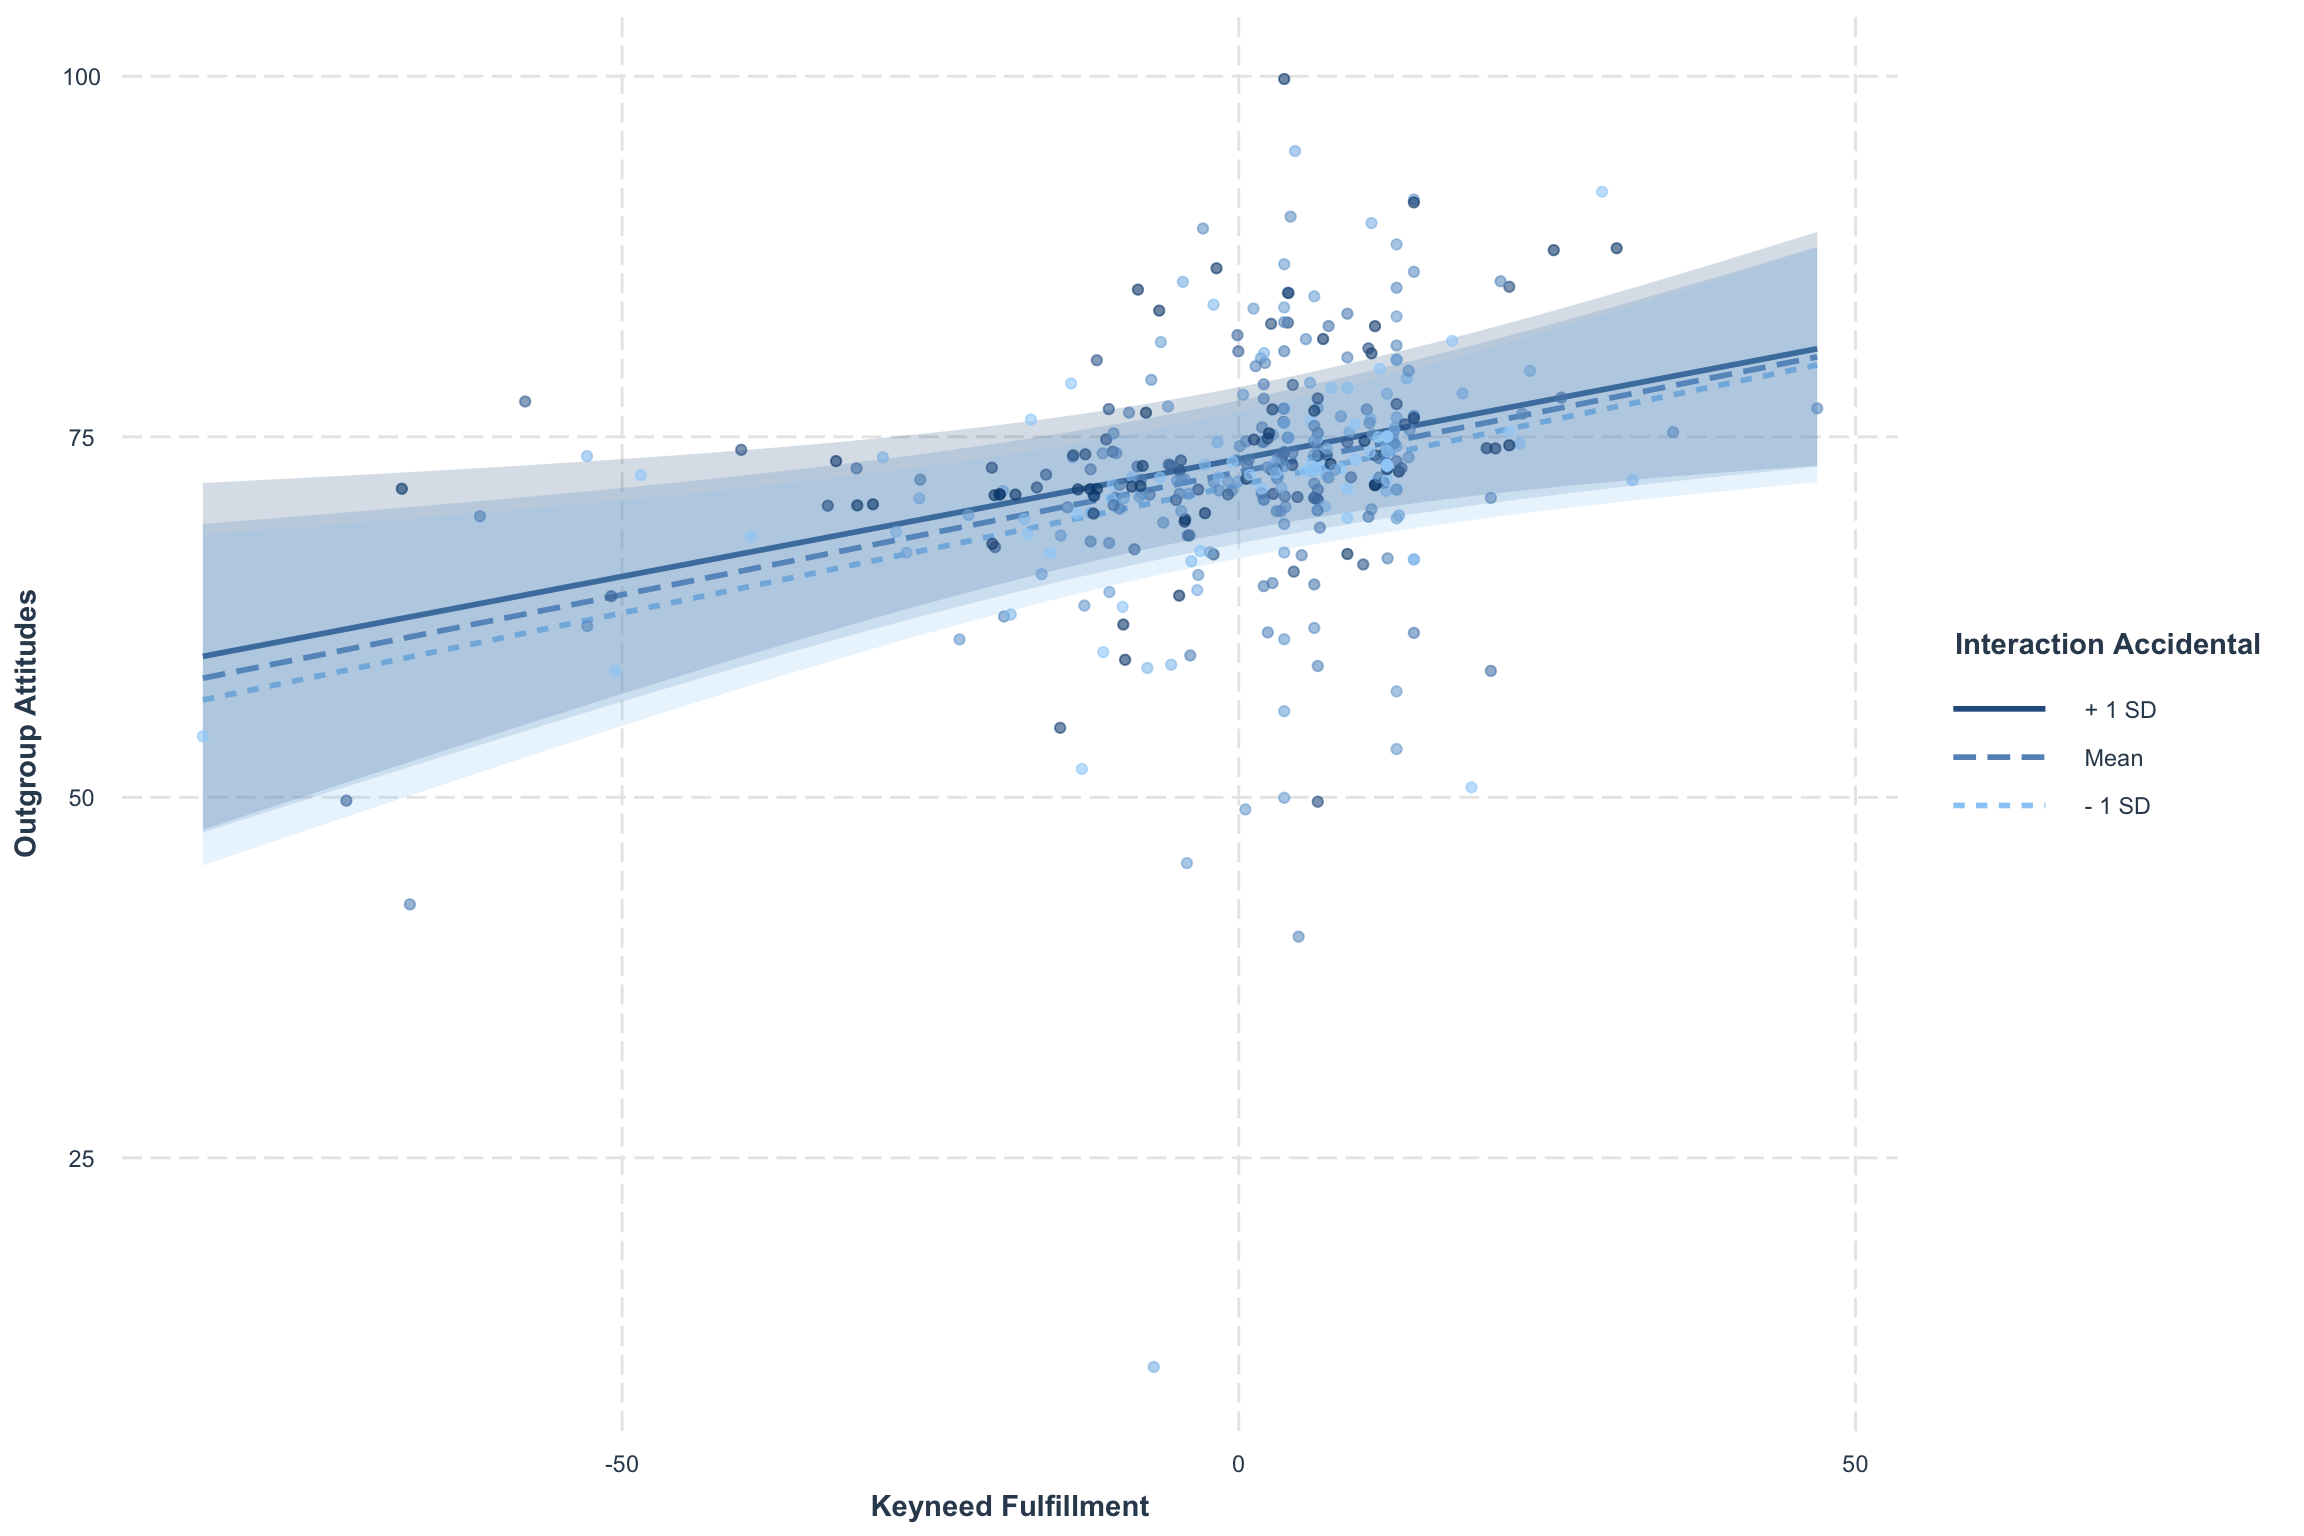 100
75
50
25
Outgroup Attitudes
-50
0
50
Keyneed Fulfillment
Interaction Accidental
+ 1 SD
Mean
- 1 SD